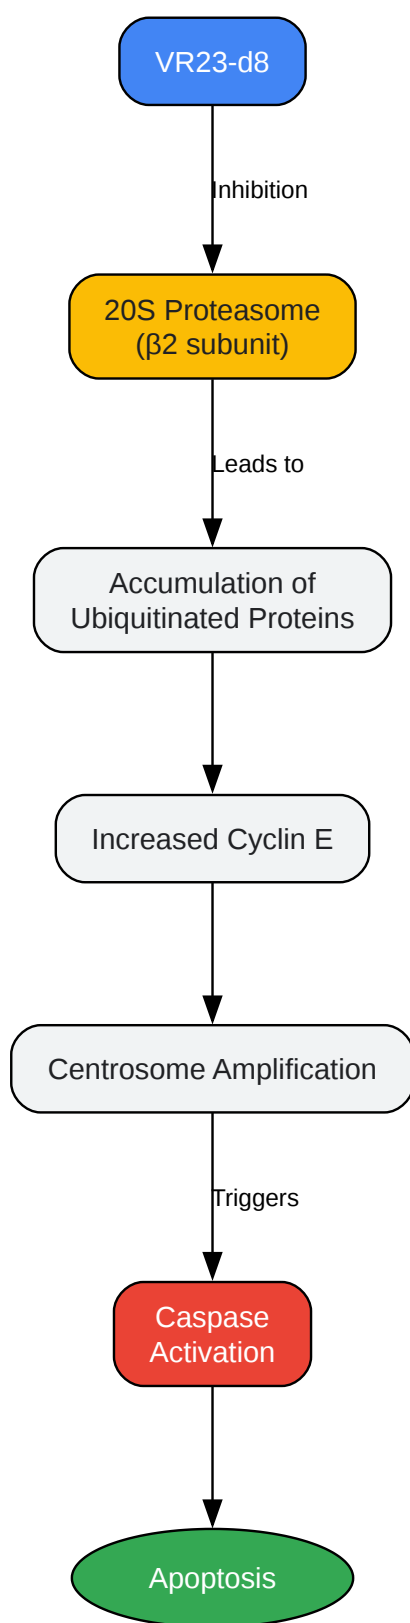 VR23-d8
Inhibition
20S Proteasome
(β2 subunit)
Leads to
Accumulation of
Ubiquitinated Proteins
Increased Cyclin E
Centrosome Amplification
Triggers
Caspase
Activation
Apoptosis